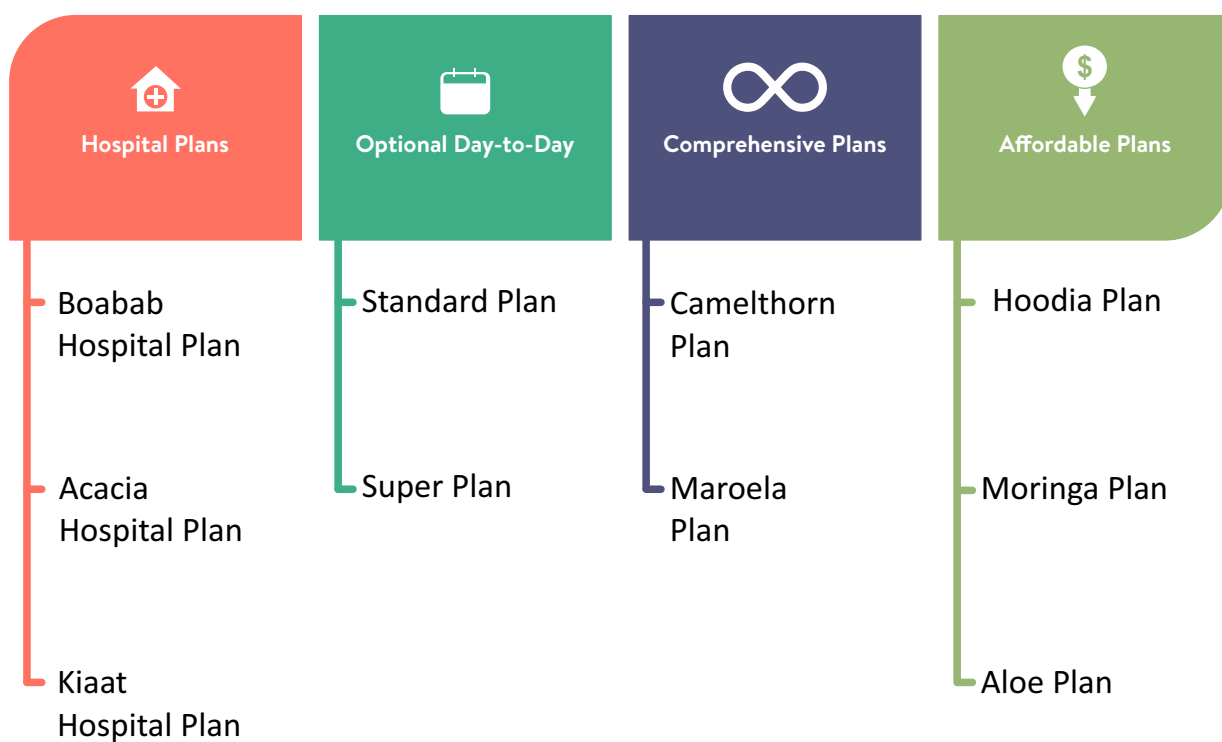 Hospital Plans
Boabab
Hospital Plan
Acacia
Hospital Plan
Kiaat
Hospital Plan
Optional Day-to-Day
Standard Plan
Super Plan
Comprehensive Plans
Camelthorn
Plan
Maroela
Plan
$
Affordable Plans
Hoodia Plan
Moringa Plan
Aloe Plan